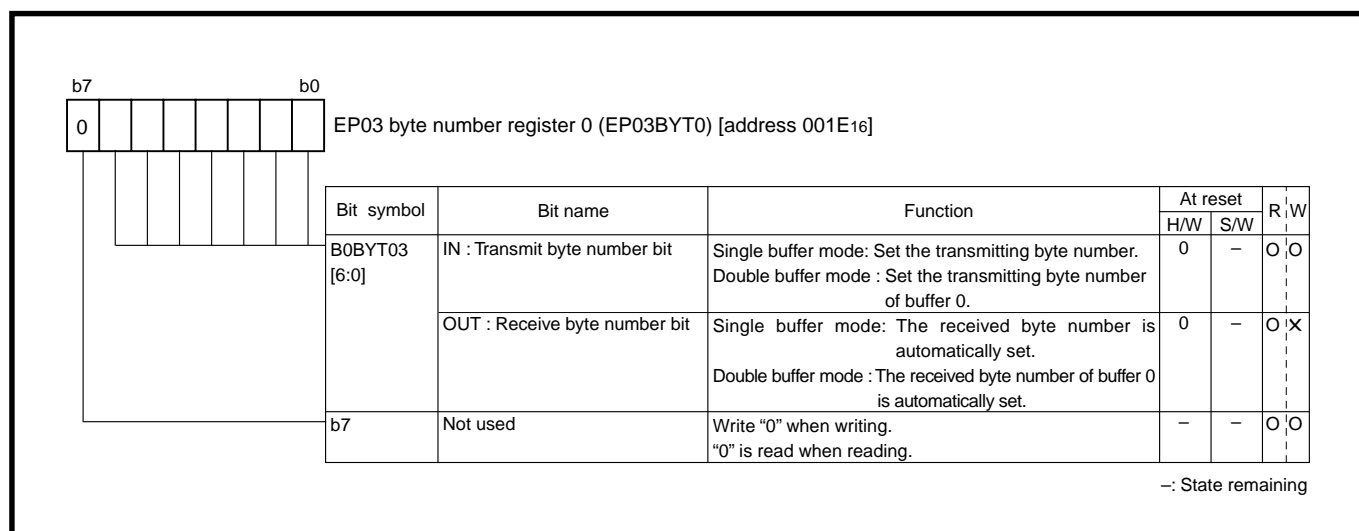 b7 b0
0 EP03 byte number register 0 (EP03BYT0) [address 001E16]
Bit symbol Bit name Function At reset R W
H/W S/W
B0BYT03 IN : Transmit byte number bit Single buffer mode: Set the transmitting byte number. 0 – O O
[6:0] Double buffer mode : Set the transmitting byte number
of buffer 0.
OUT : Receive byte number bit Single buffer mode: The received byte number is 0 – O ×
automatically set.
Double buffer mode : The received byte number of buffer 0
is automatically set.
b7 Not used Write “0” when writing. – – O O
“0” is read when reading.
–: State remaining